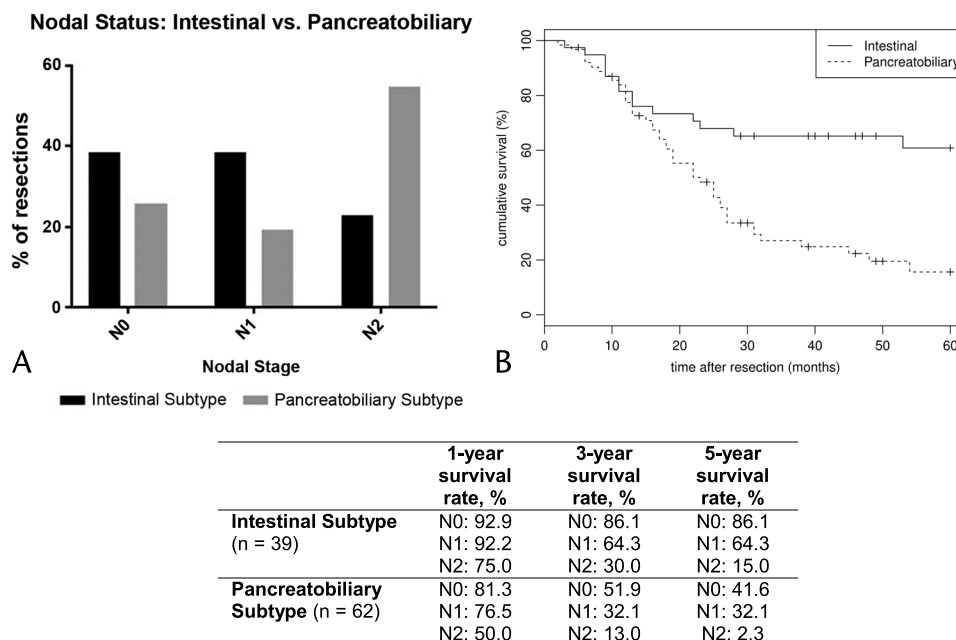 Nodal Status: Intestinal vs. Pancreatobiliary
% of resections
60
40
20
0
N0
N1
N2
Nodal Stage
A
Intestinal Subtype
Pancreatobiliary Subtype
Intestinal
Pancreatobiliary
cumulative survival (%)
100
80
60
40
20
0
0
10
20
30
40
50
60
time after resection (months)
B
1-year survival rate, %
3-year survival rate, %
5-year survival rate, %
Intestinal Subtype N0: 92.9 N0: 86.1 N0: 86.1
(n = 39) N1: 92.2 N1: 64.3 N1: 64.3
N2: 75.0 N2: 30.0 N2: 15.0
Pancreatobiliary N0: 81.3 N0: 51.9 N0: 41.6
Subtype (n = 62) N1: 76.5 N1: 32.1 N1: 32.1
N2: 50.0 N2: 13.0 N2: 2.3